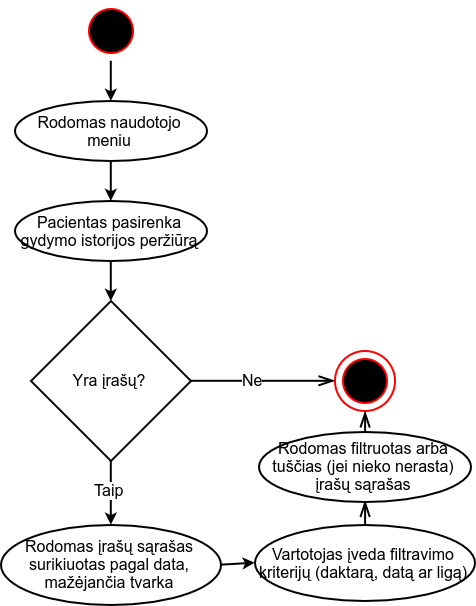 Rodomas naudotojo
meniu
Pacientas pasirenka
gydymo istorijos peržiūrą
Yra įrašų?
Ne
Taip
Rodomas filtruotas arba
tuščias (jei nieko nerasta)
įrašų sąrašas
Rodomas įrašų sąrašas
surikiuotas pagal data,
mažėjančia tvarka
Vartotojas įveda filtravimo
kriterijų (daktarą, datą ar ligą)